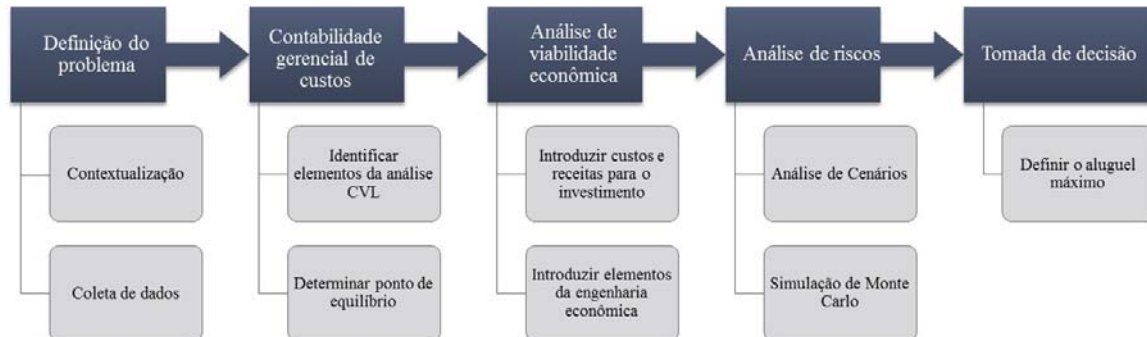 Definição do
problema
Contextualização
Coleta de dados
Contabilidade
gerencial de
custos
Identificar
elementos da análise
CVL
Determinar ponto de
equilíbrio
Análise de
viabilidade
econômica
Introduzir custos e
receitas para o
investimento
Introduzir elementos
da engenharia
econômica
Análise de riscos
Análise de Cenários
Simulação de Monte
Carlo
Tomada de decisão
Definir o aluguel
máximo